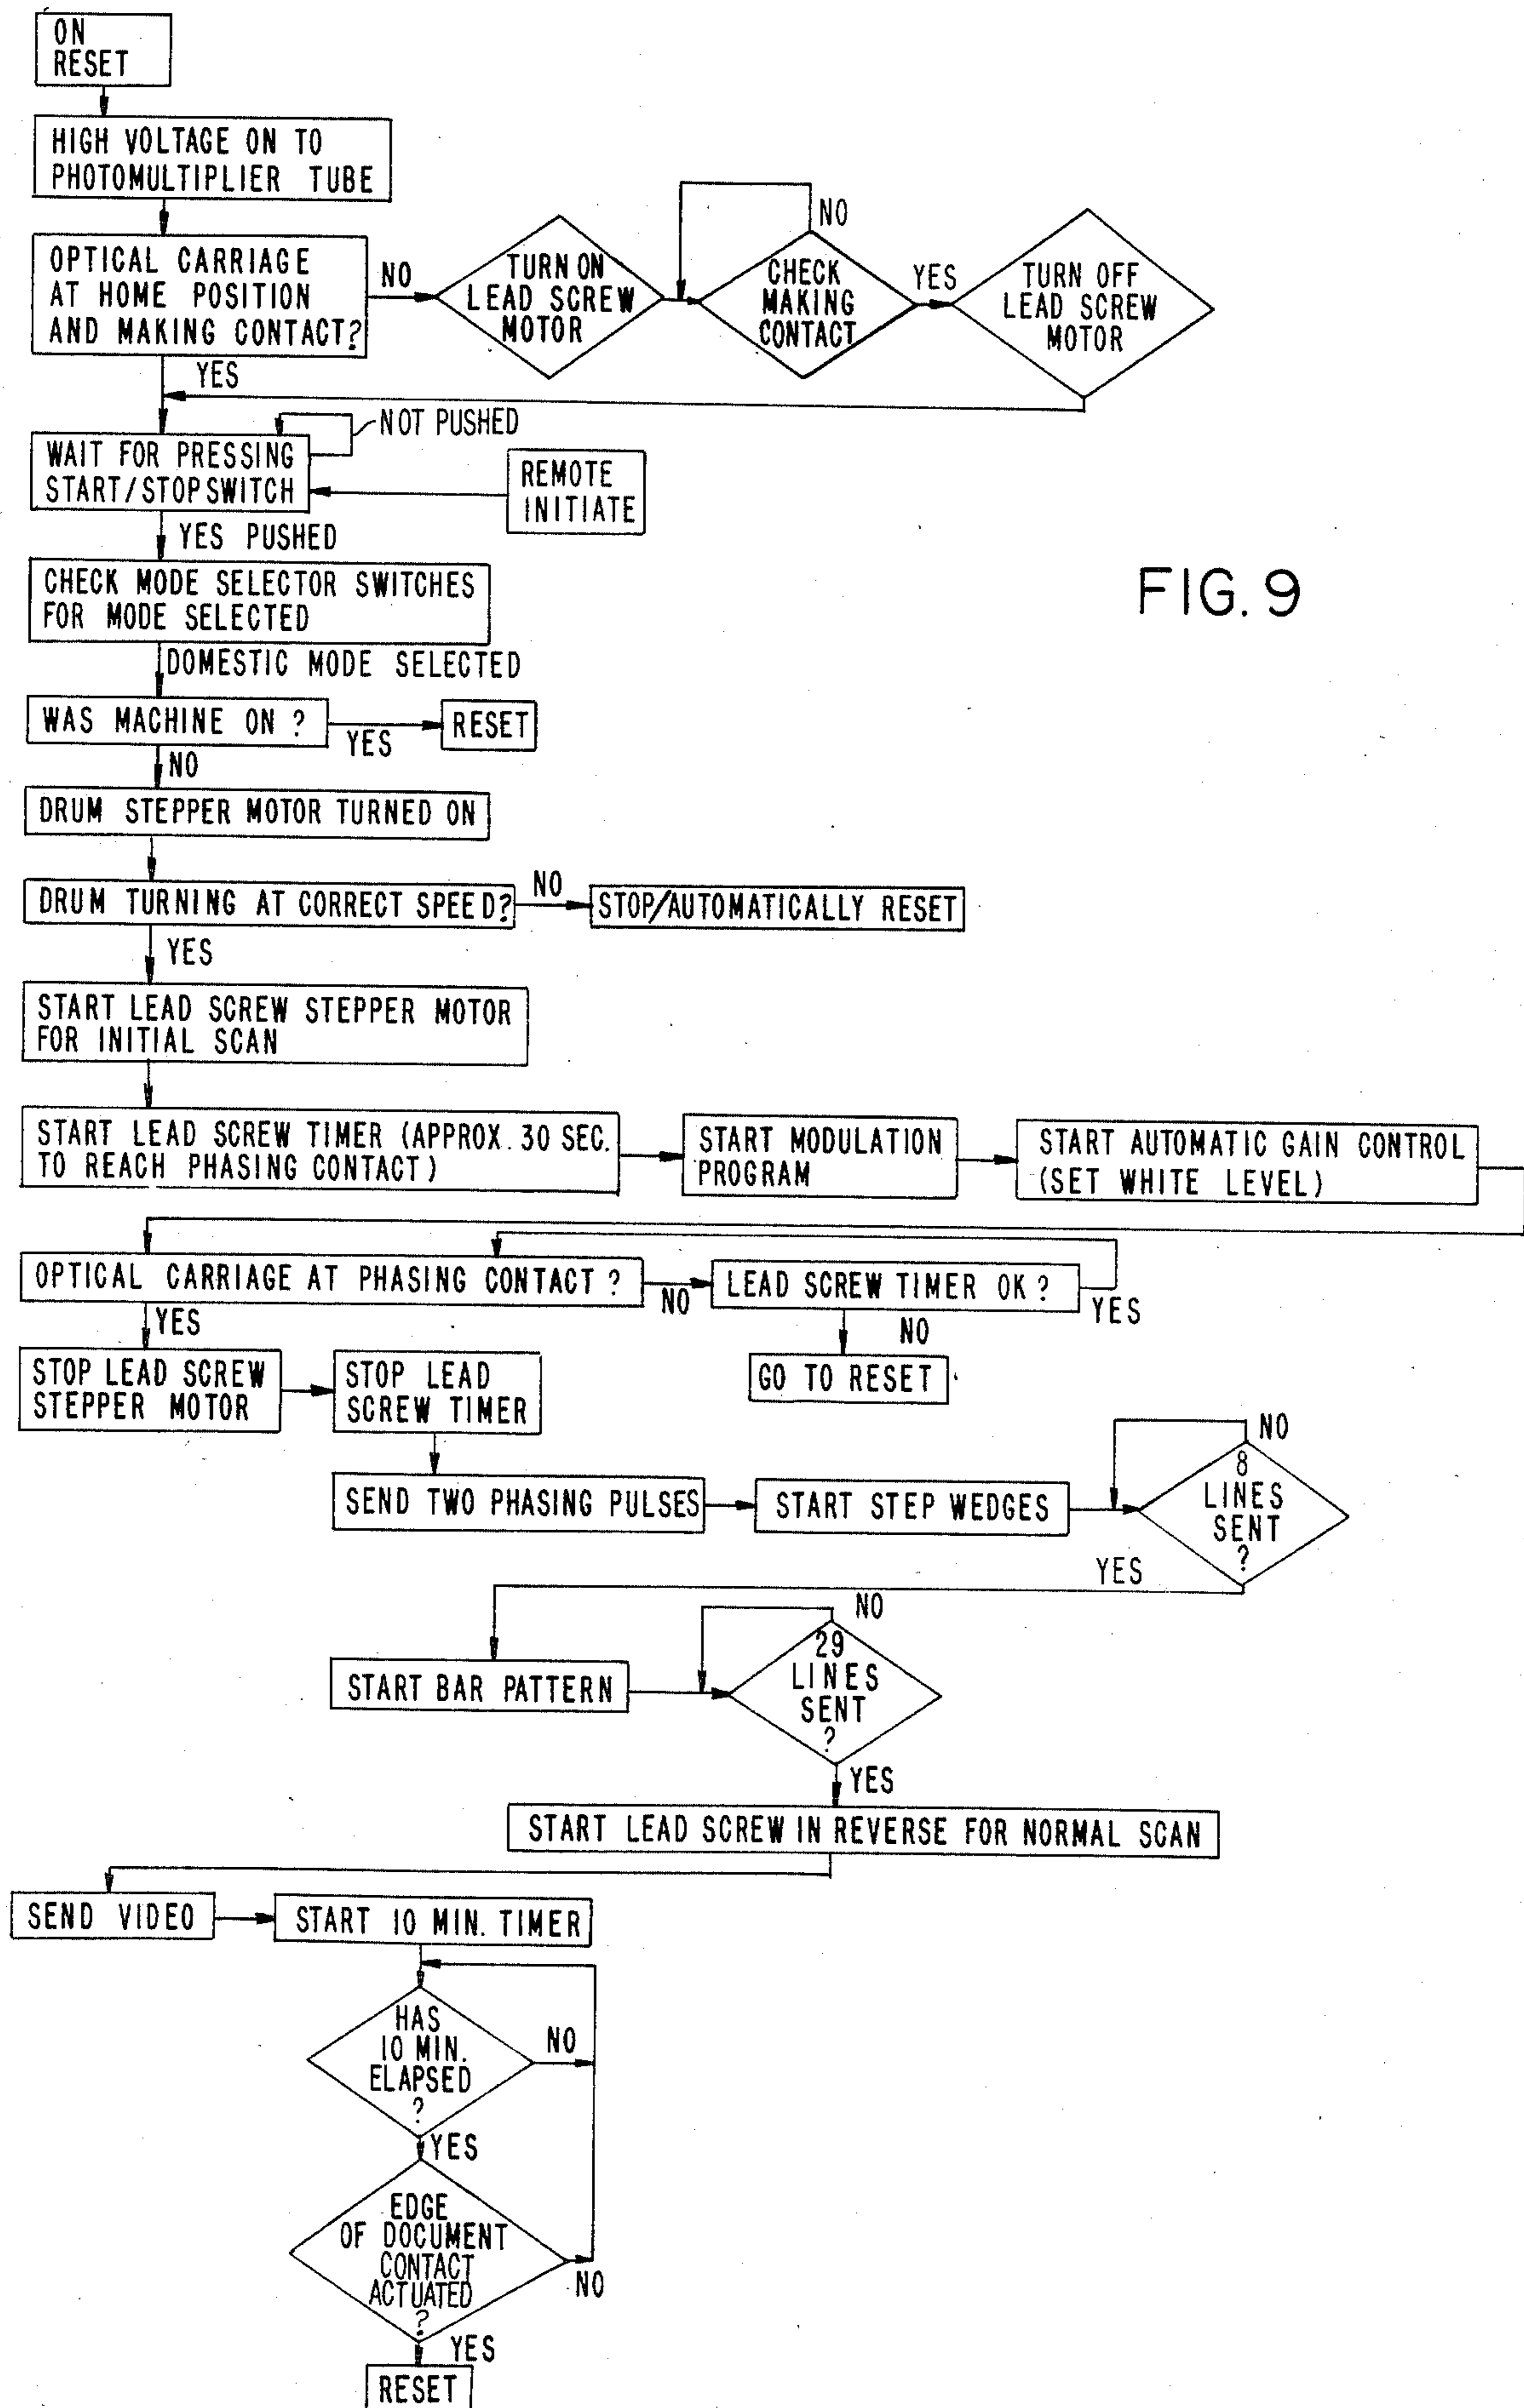 ON
RESET
HIGH VOLTAGE ON TO
PHOTOMULTIPLIER TUBE
OPTICAL CARRIAGE
AT HOME POSITION
AND MAKING CONTACT?
NO
TURN ON
LEAD SCREW
MOTOR
NO
CHECK
MAKING
CONTACT
YES
TURN OFF
LEAD SCREW
MOTOR
YES
NOT PUSHED
WAIT FOR PRESSING
START/STOP SWITCH
REMOTE
INITIATE
YES PUSHED
CHECK MODE SELECTOR SWITCHES
FOR MODE SELECTED
FIG. 9
DOMESTIC MODE SELECTED
WAS MACHINE ON ?
YES
RESET
NO
DRUM STEPPER MOTOR TURNED ON
DRUM TURNING AT CORRECT SPEED?
NO
STOP/AUTOMATICALLY RESET
YES
START LEAD SCREW STEPPER MOTOR
FOR INITIAL SCAN
START LEAD SCREW TIMER (APPROX. 30 SEC.
TO REACH PHASING CONTACT)
START MODULATION
PROGRAM
START AUTOMATIC GAIN CONTROL
(SET WHITE LEVEL)
OPTICAL CARRIAGE AT PHASING CONTACT ?
NO
LEAD SCREW TIMER OK ?
YES
YES
NO
GO TO RESET
STOP LEAD SCREW
STEPPER MOTOR
STOP LEAD
SCREW TIMER
SEND TWO PHASING PULSES
START STEP WEDGES
NO
8
LINES
SENT
?
YES
START BAR PATTERN
NO
29
LINES
SENT
?
YES
START LEAD SCREW IN REVERSE FOR NORMAL SCAN
SEND VIDEO
START 10 MIN. TIMER
HAS
10 MIN.
ELAPSED
?
NO
YES
EDGE
OF DOCUMENT
CONTACT
ACTUATED
?
NO
YES
RESET